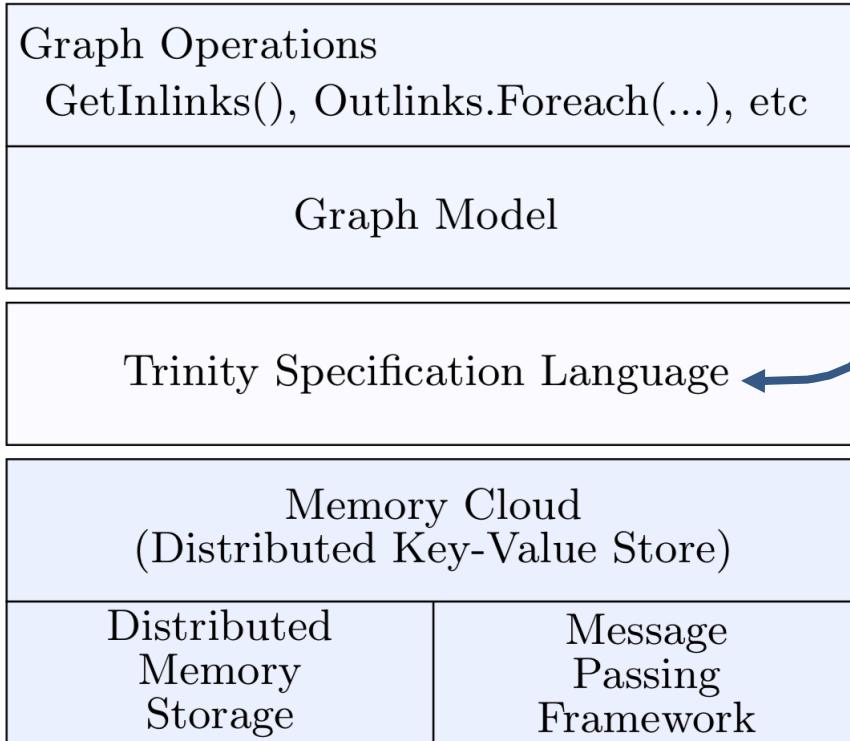 Graph Operations
GetInlinks(), Outlinks.Foreach(...), etc
Graph Model
Trinity Specification Language
Memory Cloud
(Distributed Key-Value Store)
Distributed
Memory
Storage
Message
Passing
Framework